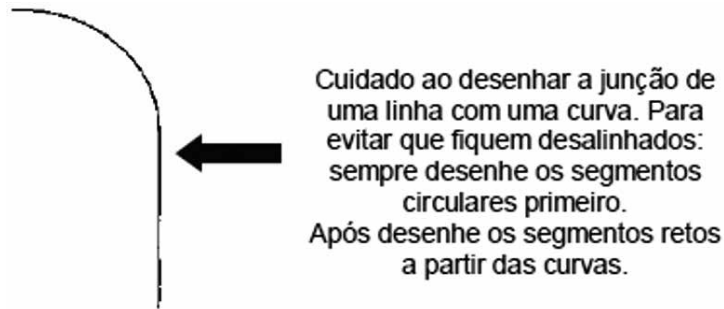 Cuidado ao desenhar a junção de
uma linha com uma curva. Para
evitar que fiquem desalinhados:
sempre desenhe os segmentos
circulares primeiro.
Após desenhe os segmentos retos
a partir das curvas.